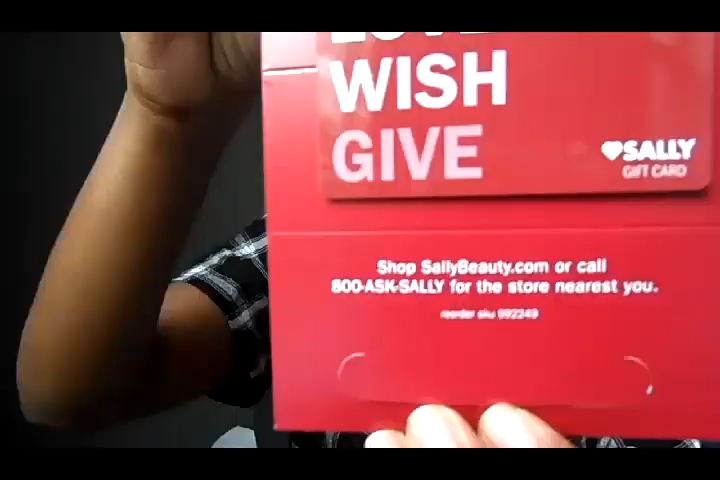 LOVE
WISH
GIVE
SALLY
GIFT CARD
Shop SallyBeauty.com or call
800-ASK-SALLY for the store nearest you.
reorder sku 992249